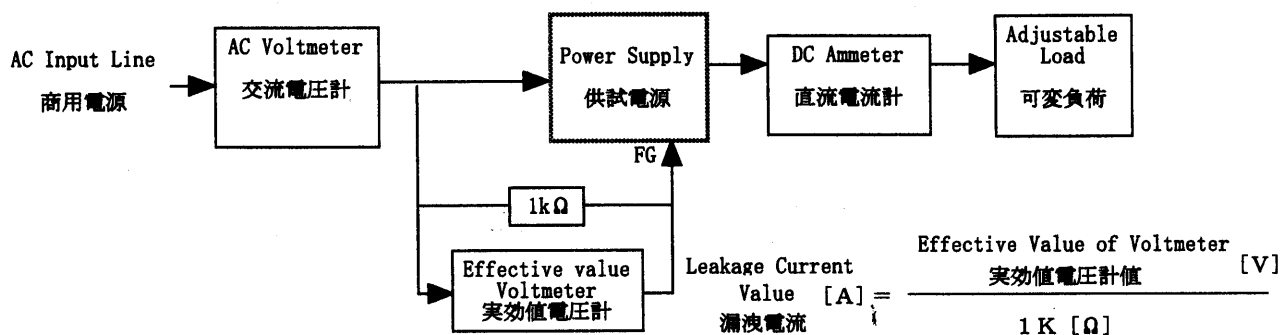 AC Input Line
商用電源
AC Voltmeter
交流電圧計
Power Supply
供試電源
DC Ammeter
直流電流計
Adjustable
Load
可変負荷
FG
1kΩ
Effective value
Voltmeter
実効値電圧計
Leakage Current
Value [A] =
漏洩電流
Effective Value of Voltmeter
実効値電圧計値 [V]
1K [Ω]